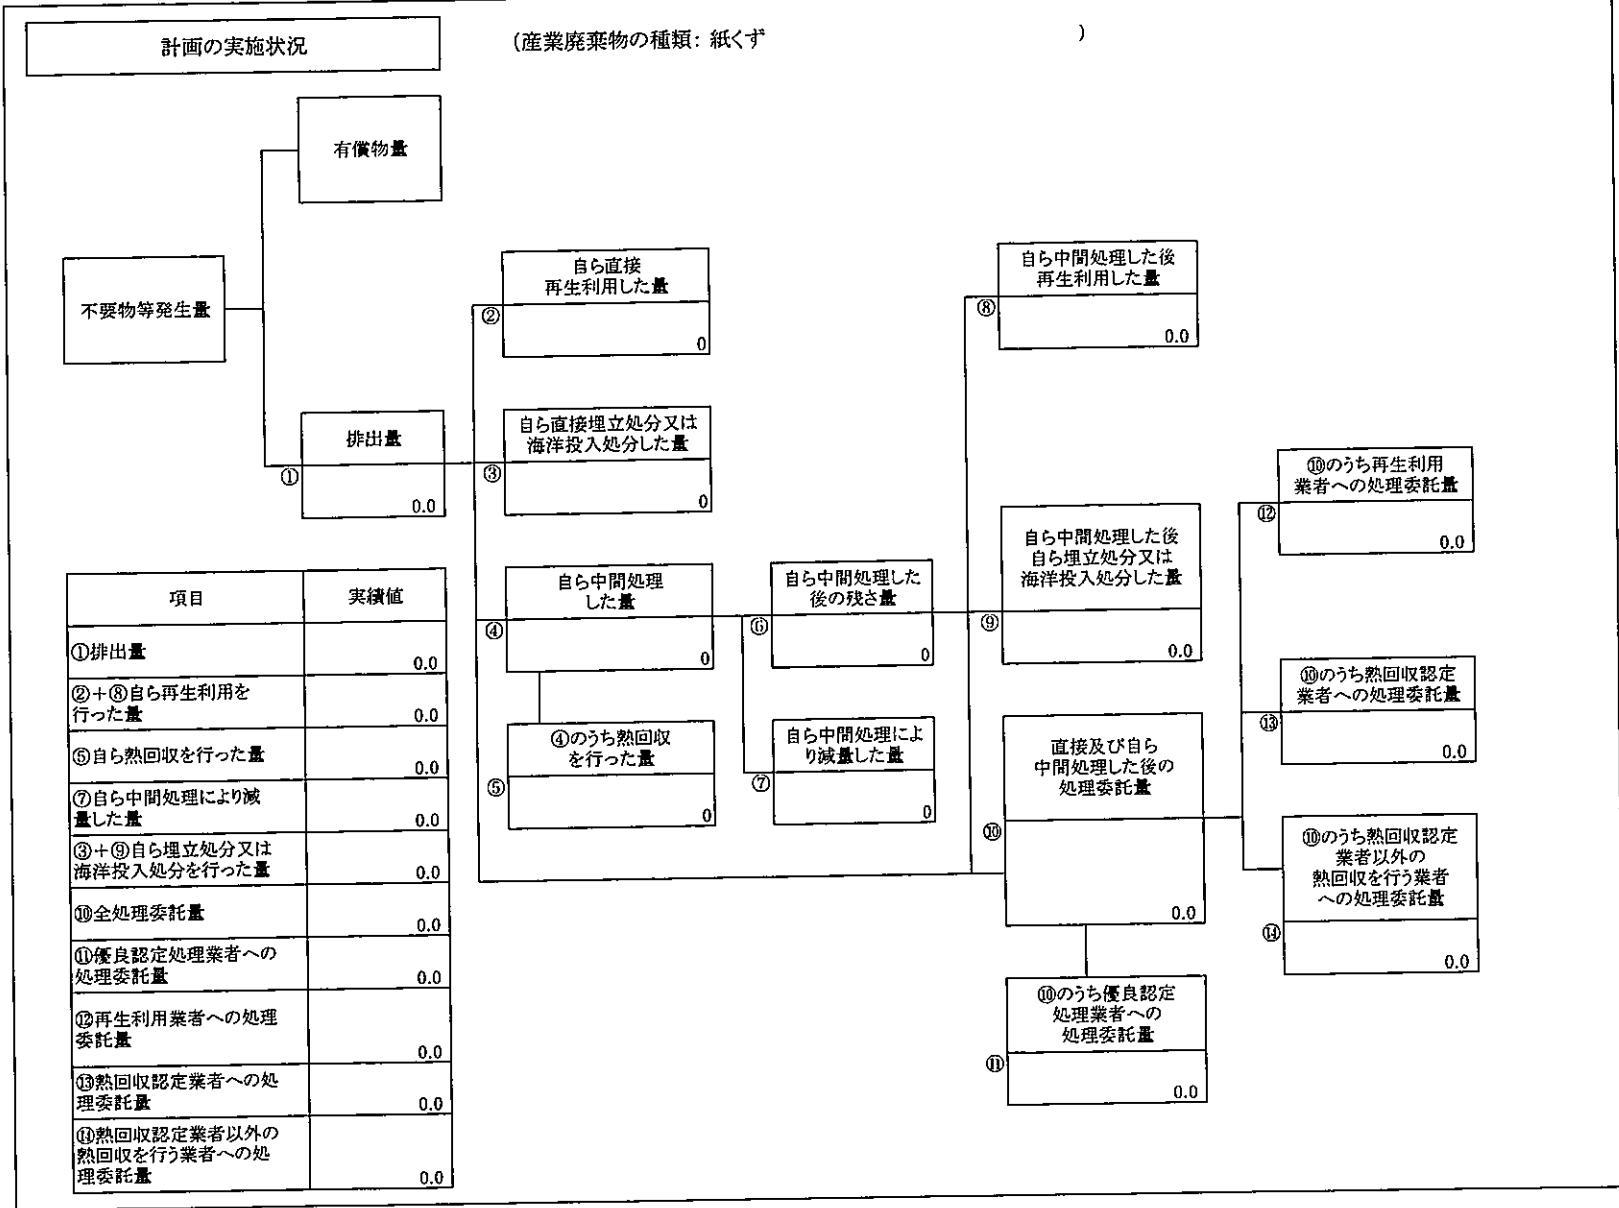 計画の実施状況
(産業廃棄物の種類: 紙くず )
有償物量
不要物等発生量
自ら直接
再生利用した量
②
0
自ら中間処理した後
再生利用した量
⑧
0.0
排出量
①
0.0
自ら直接埋立処分又は
海洋投入処分した量
③
0
⑩のうち再生利用
業者への処理委託量
⑫
0.0
自ら中間処理
した量
④
0
自ら中間処理した
後の残さ量
⑥
0
自ら中間処理した後
自ら埋立処分又は
海洋投入処分した量
⑨
0.0
⑩のうち熱回収認定
業者への処理委託量
⑬
0.0
④のうち熱回収
を行った量
⑤
0
自ら中間処理によ
り減量した量
⑦
0
直接及び自ら
中間処理した後の
処理委託量
⑩
0.0
⑩のうち熱回収認定
業者以外の
熱回収を行う業者
への処理委託量
⑭
0.0
⑩のうち優良認定
処理業者への
処理委託量
⑪
0.0
項目 実績値
①排出量
0.0
②+⑧自ら再生利用を
行った量
0.0
⑤自ら熱回収を行った量
0.0
⑦自ら中間処理により減
量した量
0.0
③+⑨自ら埋立処分又は
海洋投入処分を行った量
0.0
⑩全処理委託量
0.0
⑪優良認定処理業者への
処理委託量
0.0
⑫再生利用業者への処理
委託量
0.0
⑬熱回収認定業者への処
理委託量
0.0
⑭熱回収認定業者以外の
熱回収を行う業者への処
理委託量
0.0